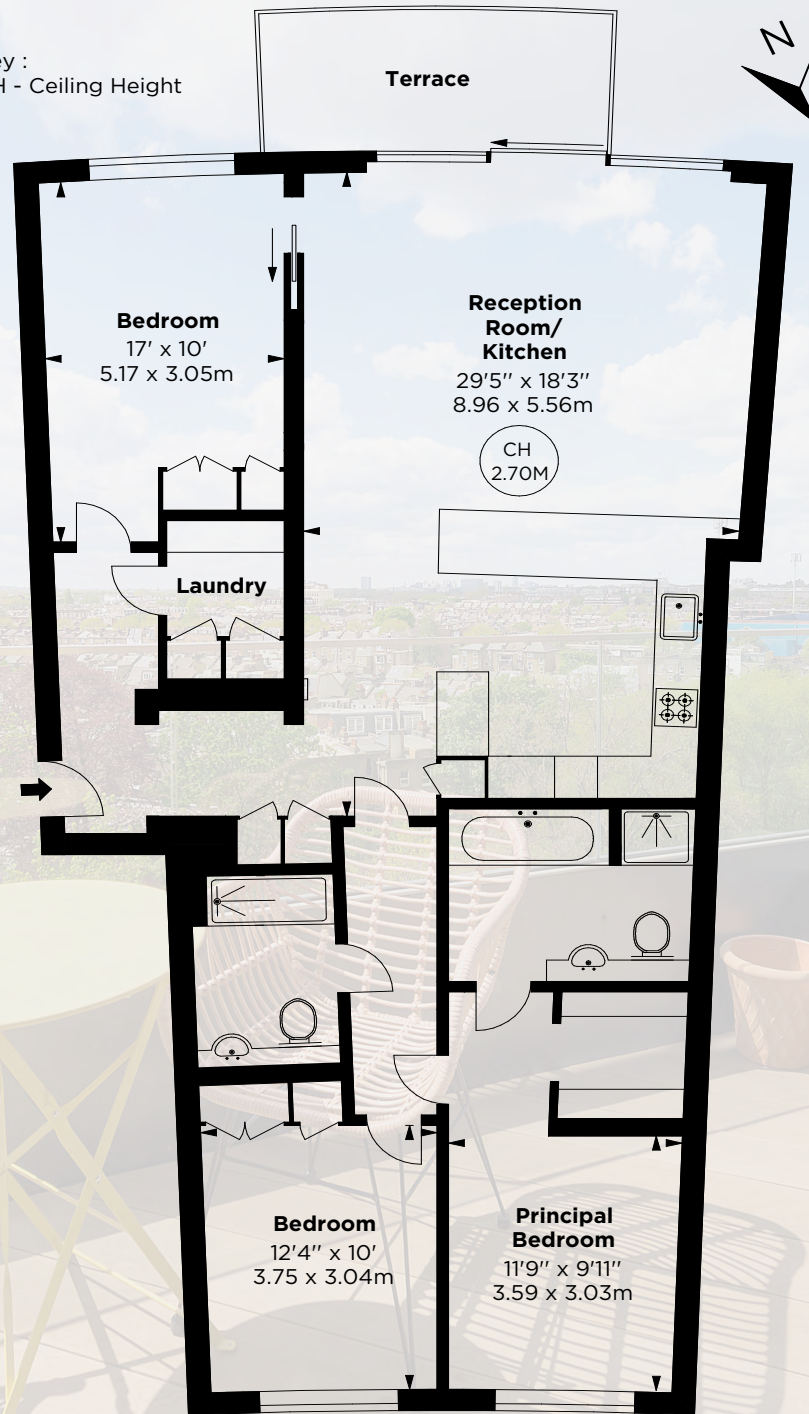 Terrace
N
- Ceiling Height
Bedroom
17' x 10'
5.17 x 3.05m
Reception
Room/
Kitchen
29'5'' x 18'3''
8.96 x 5.56m
CH
2.70M
Laundry
Bedroom
12'4'' x 10'
3.75 x 3.04m
Principal
Bedroom
11'9'' x 9'11''
3.59 x 3.03m